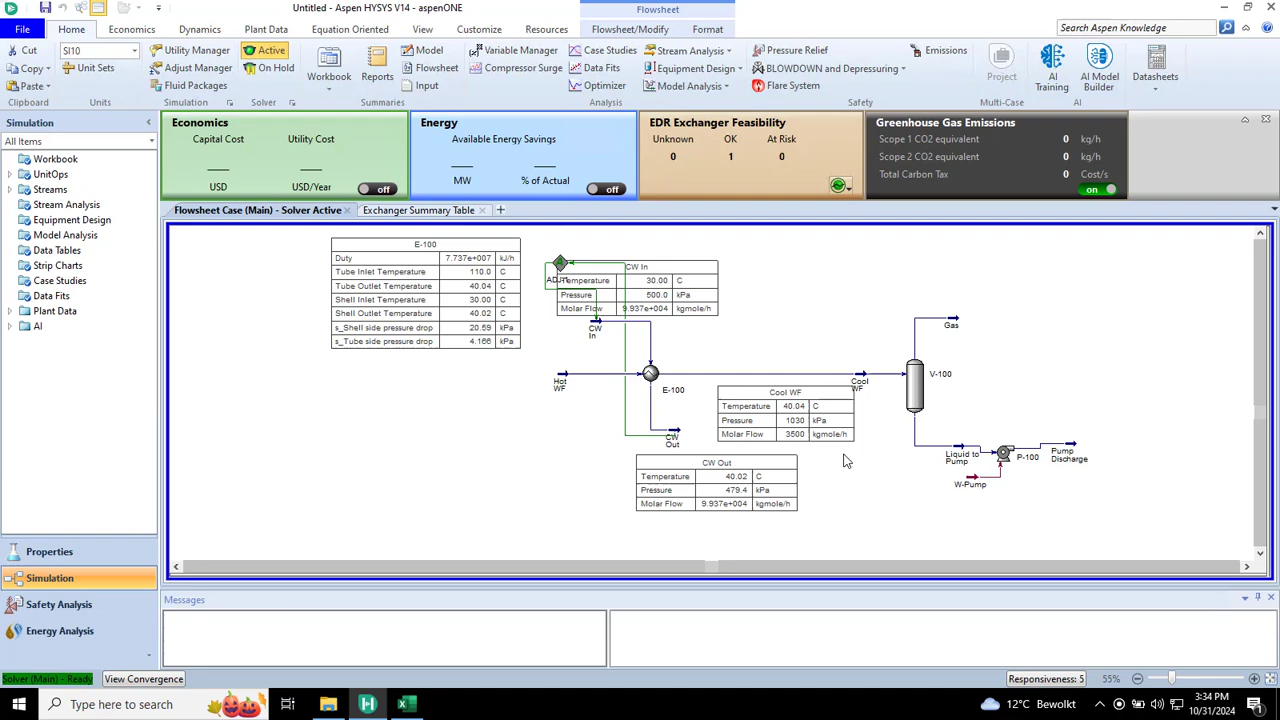 Untitled - Aspen HYSYS V14 - aspenONE
Flowsheet
File Home Economics Dynamics Plant Data Equation Oriented View Customize Resources Flowsheet/Modify Format
Search Aspen Knowledge
Cut SI10 Utility Manager Active Model Variable Manager Case Studies Stream Analysis Pressure Relief Emissions
Copy Unit Sets Adjust Manager On Hold Workbook Reports Flowsheet Compressor Surge Data Fits Equipment Design BLOWDOWN and Depressuring Project AI Training AI Model Builder Datasheets
Paste Fluid Packages Input Optimizer Model Analysis Flare System
Clipboard Units Simulation Solver Summaries Analysis Safety Multi-Case AI
Simulation
All Items
Workbook
UnitOps
Streams
Stream Analysis
Equipment Design
Model Analysis
Data Tables
Strip Charts
Case Studies
Data Fits
Plant Data
AI
Properties
Simulation
Safety Analysis
Energy Analysis
Economics
Capital Cost Utility Cost
USD USD/Year off
Energy
Available Energy Savings
MW % of Actual off
EDR Exchanger Feasibility
Unknown OK At Risk
0 1 0
Greenhouse Gas Emissions
Scope 1 CO2 equivalent 0 kg/h
Scope 2 CO2 equivalent 0 kg/h
Total Carbon Tax 0 Cost/s
on
Flowsheet Case (Main) - Solver Active Exchanger Summary Table
E-100
Duty 7.737e+007 kJ/h
Tube Inlet Temperature 110.0 C
Tube Outlet Temperature 40.04 C
Shell Inlet Temperature 30.00 C
Shell Outlet Temperature 40.02 C
s_Shell side pressure drop 20.59 kPa
s_Tube side pressure drop 4.166 kPa
A
CW In
Temperature 30.00 C
Pressure 500.0 kPa
Molar Flow 9.937e+004 kgmole/h
CW
In
Hot
WF
E-100
CW
Out
Cool WF
Temperature 40.04 C
Pressure 1030 kPa
Molar Flow 3500 kgmole/h
CW Out
Temperature 40.02 C
Pressure 479.4 kPa
Molar Flow 9.937e+004 kgmole/h
Cool
WF
Gas
V-100
Liquid to
Pump
P-100
W-Pump
Pump
Discharge
Messages
Solver (Main) - Ready View Convergence Responsiveness: 5 55%
Type here to search
12°C Bewolkt
3:34 PM
10/31/2024